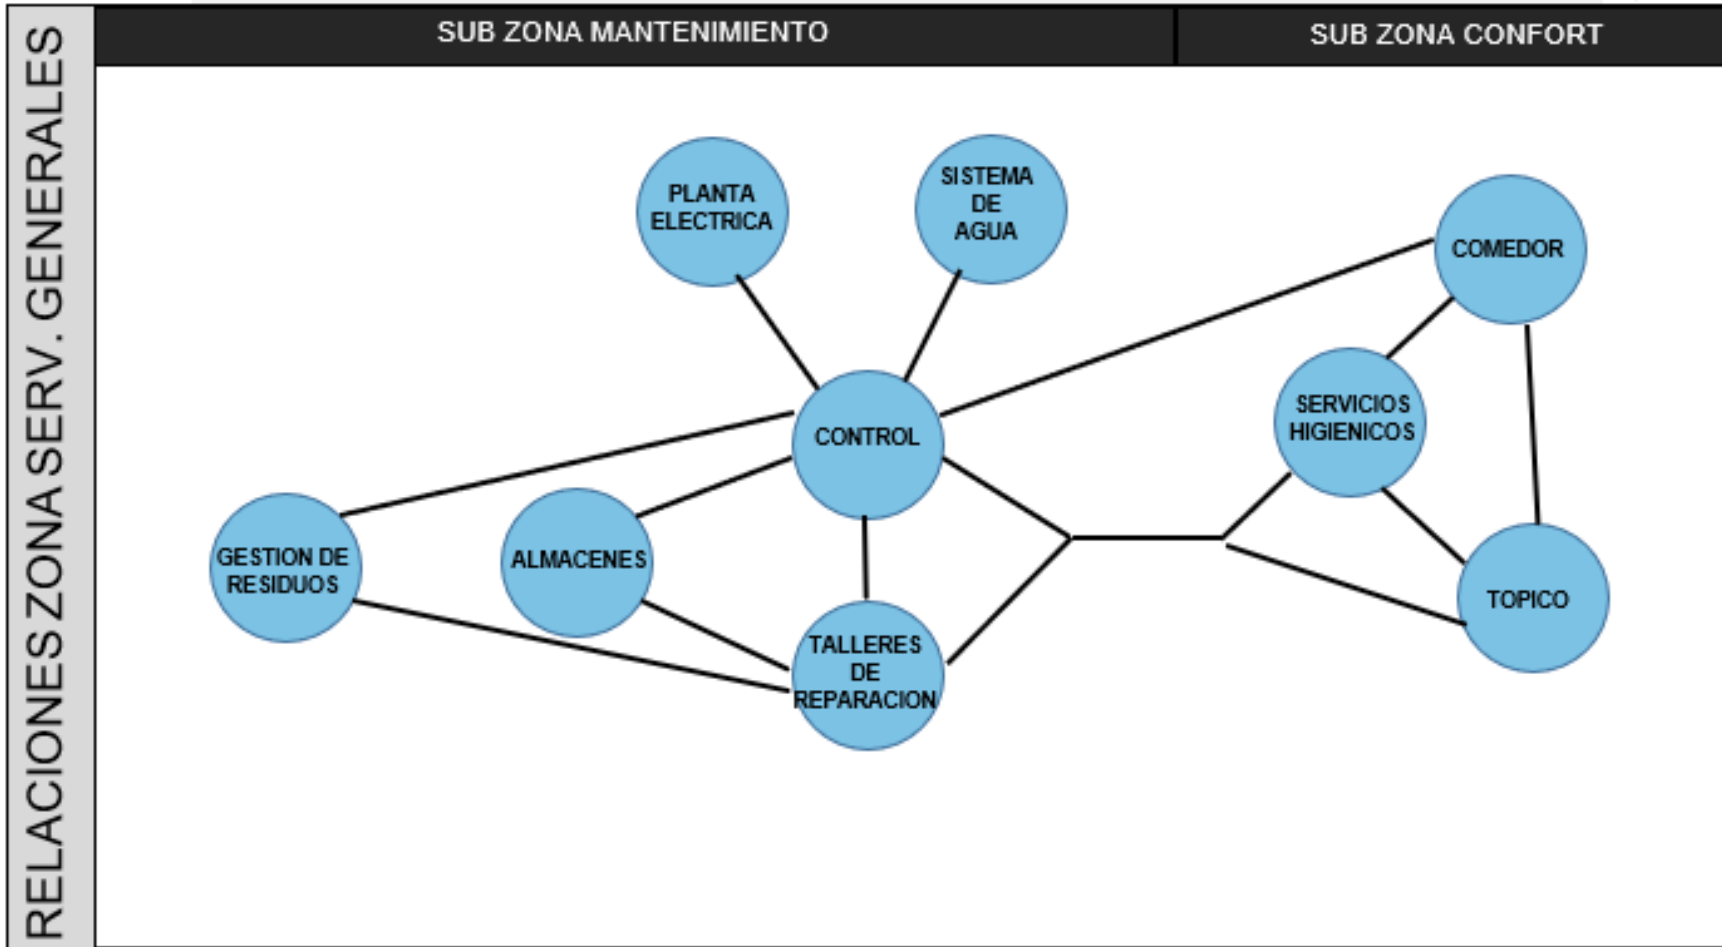 RELACIONES ZONA SERV. GENERALES
SUB ZONA MANTENIMIENTO
SUB ZONA CONFORT
PLANTA
ELECTRICA
SISTEMA
DE
AGUA
COMEDOR
SERVICIOS
HIGIENICOS
CONTROL
GESTION DE
RESIDUOS
ALMACENES
TALLERES
DE
REPARACION
TOPICO